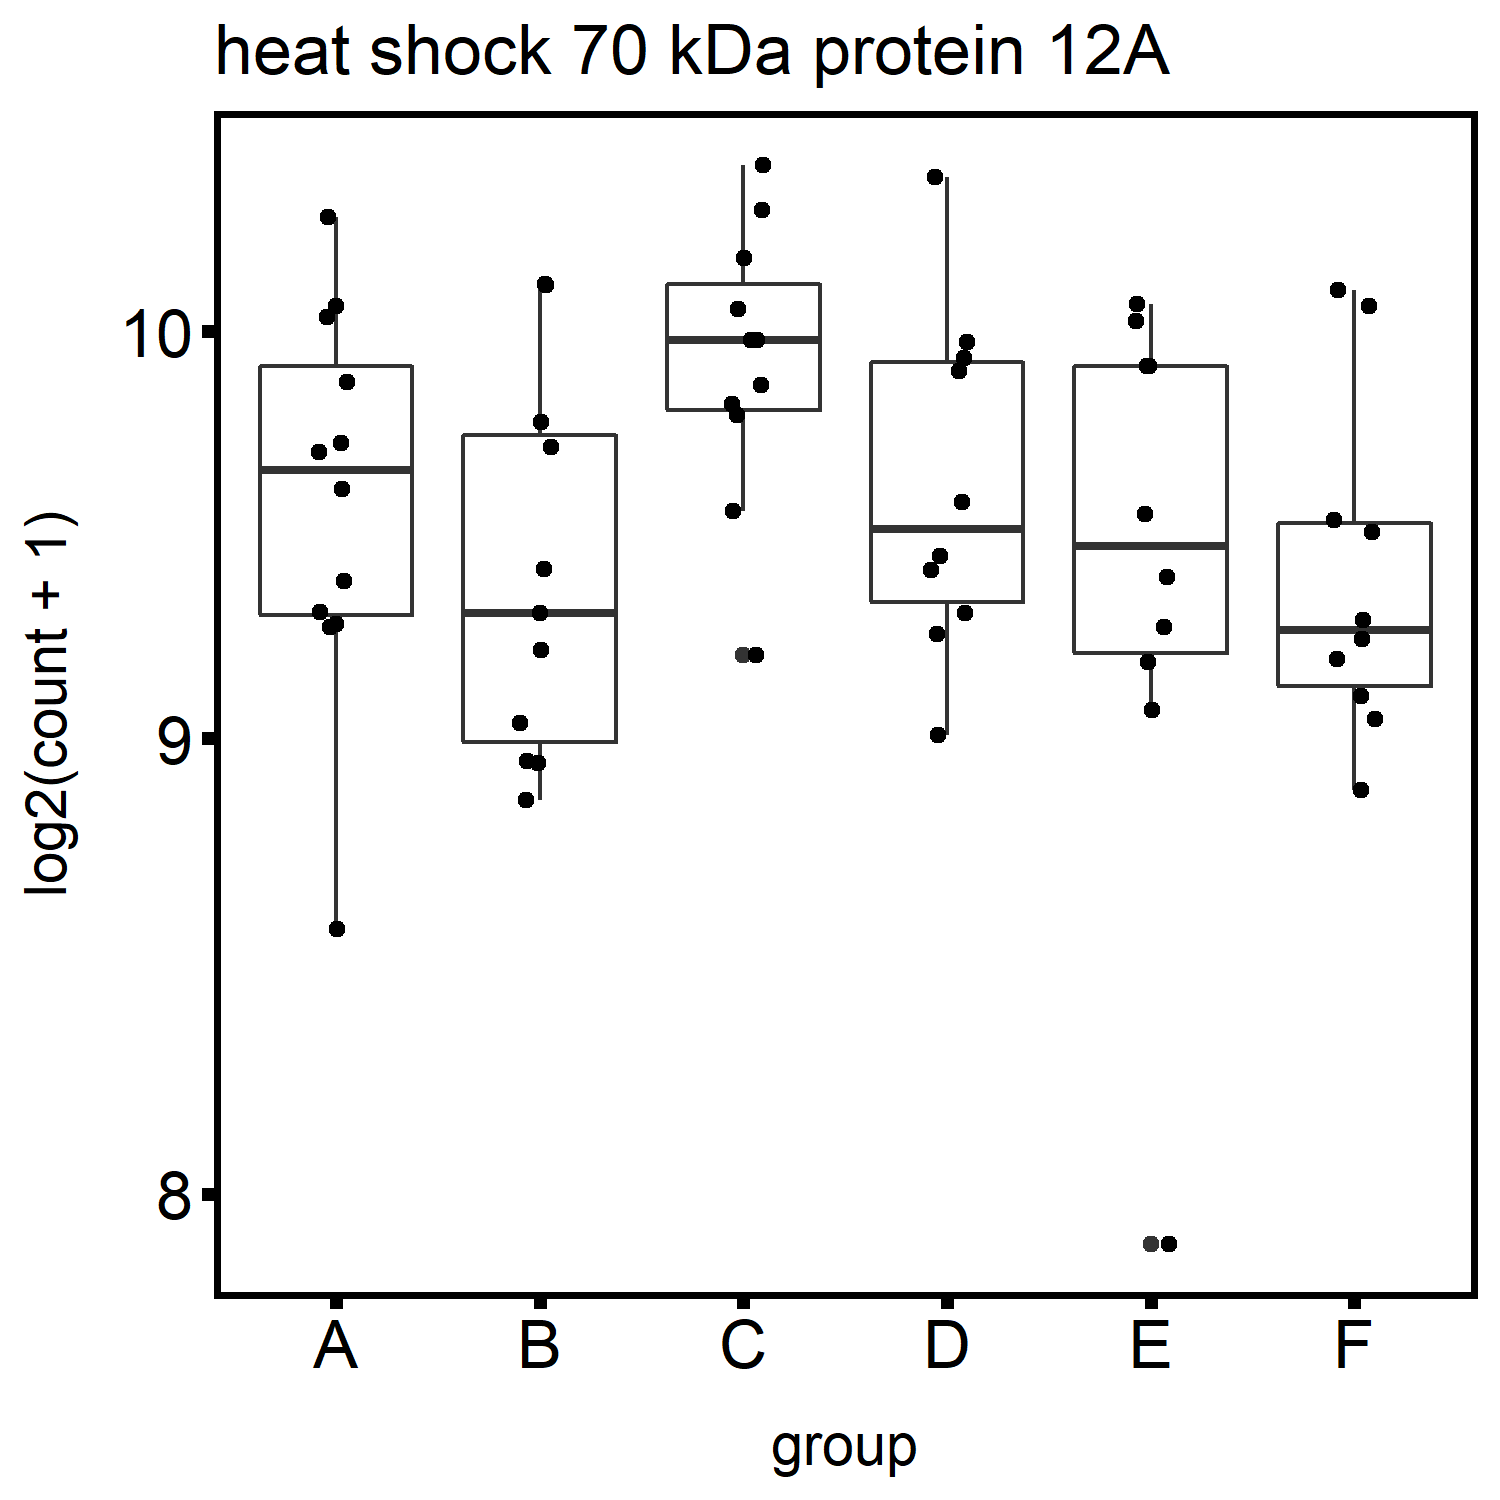 heat shock 70 kDa protein 12A
log2(count + 1)
10
9
8
A B C D E F
group